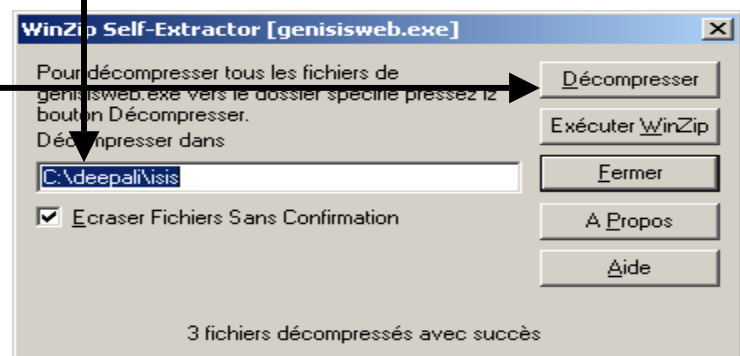 WinZip Self-Extractor [genisisweb.exe]
Pour décompresser tous les fichiers de
genisisweb.exe vers le dossier spécifié pressez lz
bouton Décompresser.
Décompresser dans
C:\deepali\isis
Ecraser Fichiers Sans Confirmation
Décompresser
Exécuter WinZip
Fermer
A Propos
Aide
3 fichiers décompressés avec succès